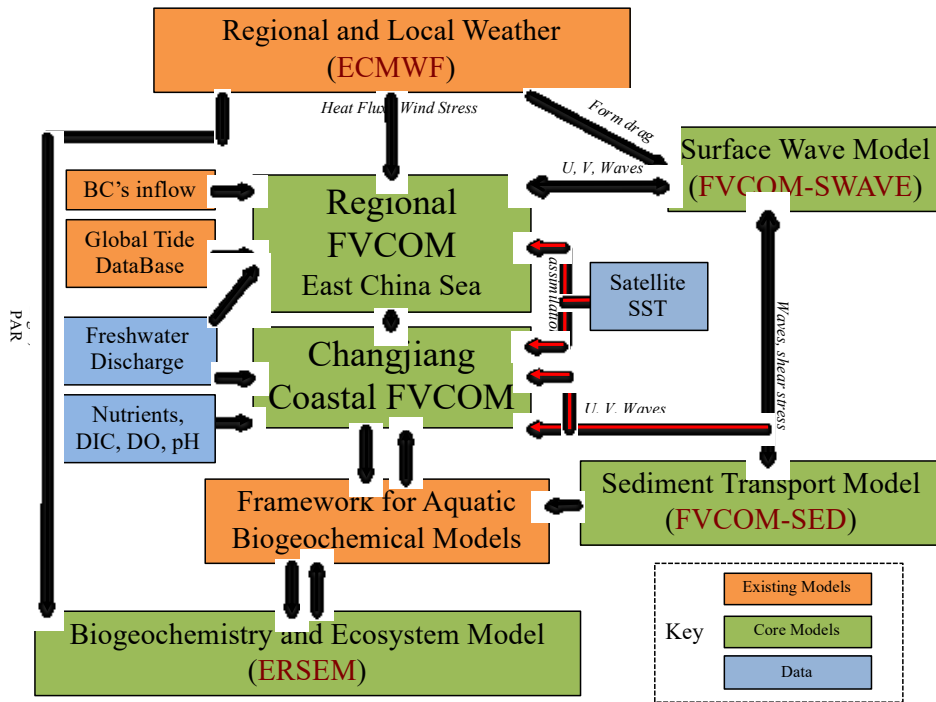 Regional and Local Weather
(ECMWF)
Heat Flux, Wind Stress
Form drag
Surface Wave Model
(FVCOM-SWAVE)
U, V, Waves
BC's inflow
Regional
FVCOM
East China Sea
Global Tide
DataBase
assimilation
Satellite
SST
PAR
Freshwater
Discharge
Changjiang
Coastal FVCOM
Waves, shear stress
U, V, Waves
Nutrients,
DIC, DO, pH
Framework for Aquatic
Biogeochemical Models
Sediment Transport Model
(FVCOM-SED)
Biogeochemistry and Ecosystem Model
(ERSEM)
Key
Existing Models
Core Models
Data